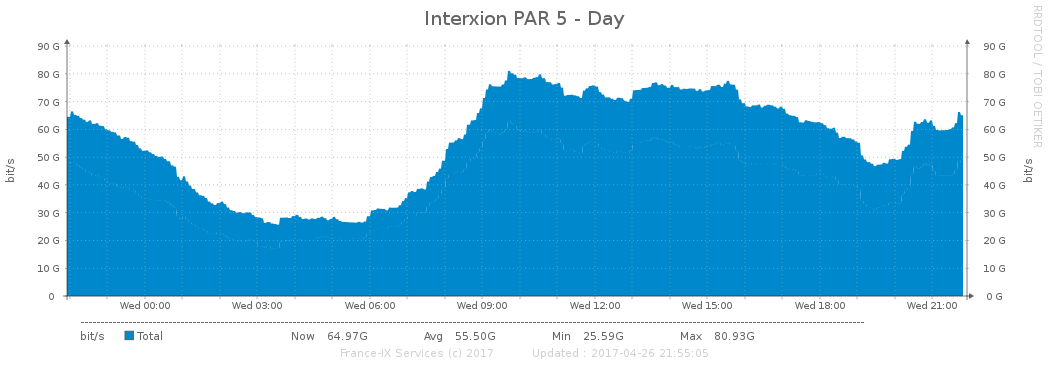 Interxion PAR 5 - Day
RRDTOOL / TOBI OETIKER
90 G 90 G
80 G 80 G
70 G 70 G
60 G 60 G
50 G 50 G
40 G 40 G
30 G 30 G
20 G 20 G
10 G 10 G
0 0 G
bit/s
bit/s
Wed 00:00 Wed 03:00 Wed 06:00 Wed 09:00 Wed 12:00 Wed 15:00 Wed 18:00 Wed 21:00
bit/s Total Now 64.97G Avg 55.50G Min 25.59G Max 80.93G
France-IX Services (c) 2017 Updated : 2017-04-26 21:55:05